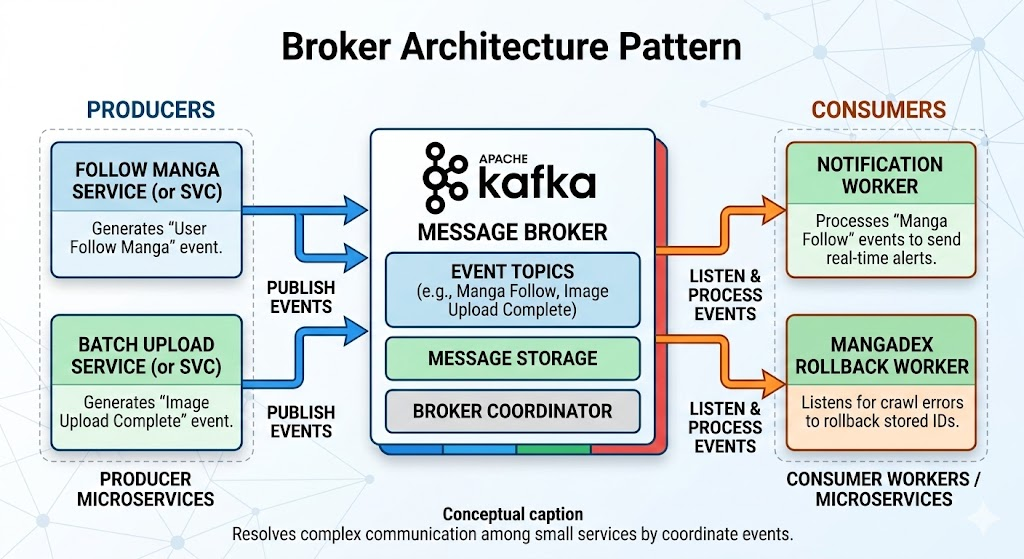 Broker Architecture Pattern
PRODUCERS
FOLLOW MANGA
SERVICE (or SVC)
Generates “User
Follow Manga” event.
BATCH UPLOAD
SERVICE (or SVC)
Generates “Image
Upload Complete” event.
PRODUCER
MICROSERVICES
PUBLISH
EVENTS
PUBLISH
EVENTS
APACHE
kafka
MESSAGE BROKER
EVENT TOPICS
(e.g., Manga Follow, Image
Upload Complete)
MESSAGE STORAGE
BROKER COORDINATOR
LISTEN &
PROCESS
EVENTS
LISTEN &
PROCESS
EVENTS
CONSUMERS
NOTIFICATION
WORKER
Processes “Manga
Follow” events to send
real-time alerts.
MANGADEX
ROLLBACK WORKER
Listens for crawl errors
to rollback stored IDs.
CONSUMER WORKERS /
MICROSERVICES
Conceptual caption
Resolves complex communication among small services by coordinate events.